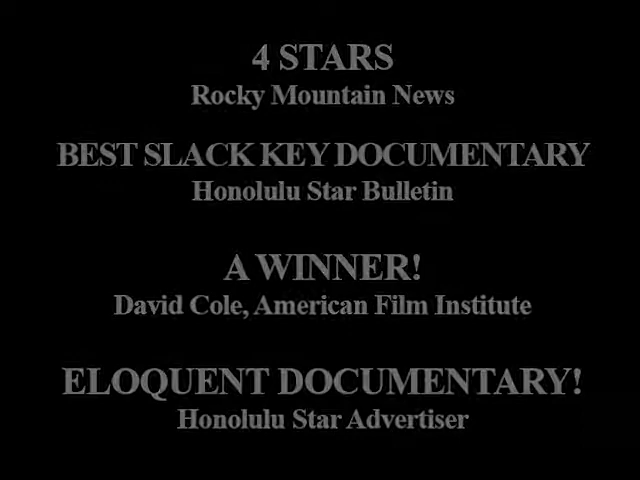 4 STARS
Rocky Mountain News
BEST SLACK KEY DOCUMENTARY
Honolulu Star Bulletin
A WINNER!
David Cole, American Film Institute
ELOQUENT DOCUMENTARY!
Honolulu Star Advertiser